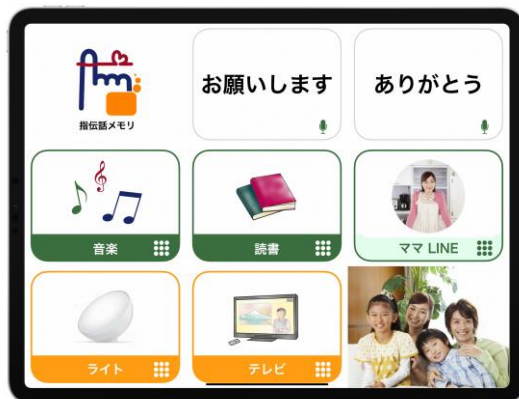 指伝話メモリ
お願いします
ありがとう
音楽
読書
ママ LINE
ライト
テレビ